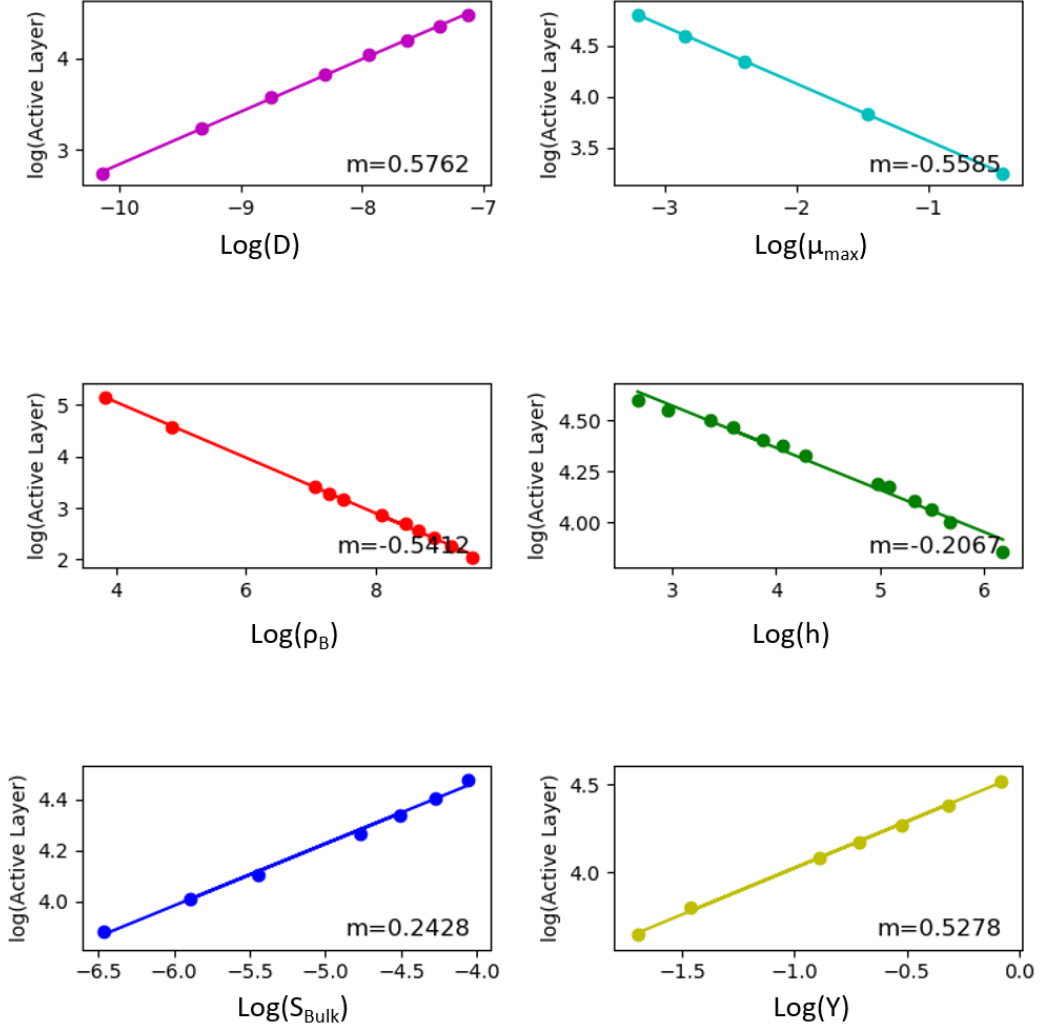 log(Active Layer)
4
3
m=0.5762
−10 −9 −8 −7
Log(D)
log(Active Layer)
4.5
4.0
3.5
m=-0.5585
−3 −2 −1
Log(μmax)
log(Active Layer)
5
4
3
2
m=-0.5412
4 6 8
Log(ρB)
log(Active Layer)
4.50
4.25
4.00
m=-0.2067
3 4 5 6
Log(h)
log(Active Layer)
4.4
4.2
4.0
m=0.2428
−6.5 −6.0 −5.5 −5.0 −4.5 −4.0
Log(SBulk)
log(Active Layer)
4.5
4.0
m=0.5278
−1.5 −1.0 −0.5 0.0
Log(Y)